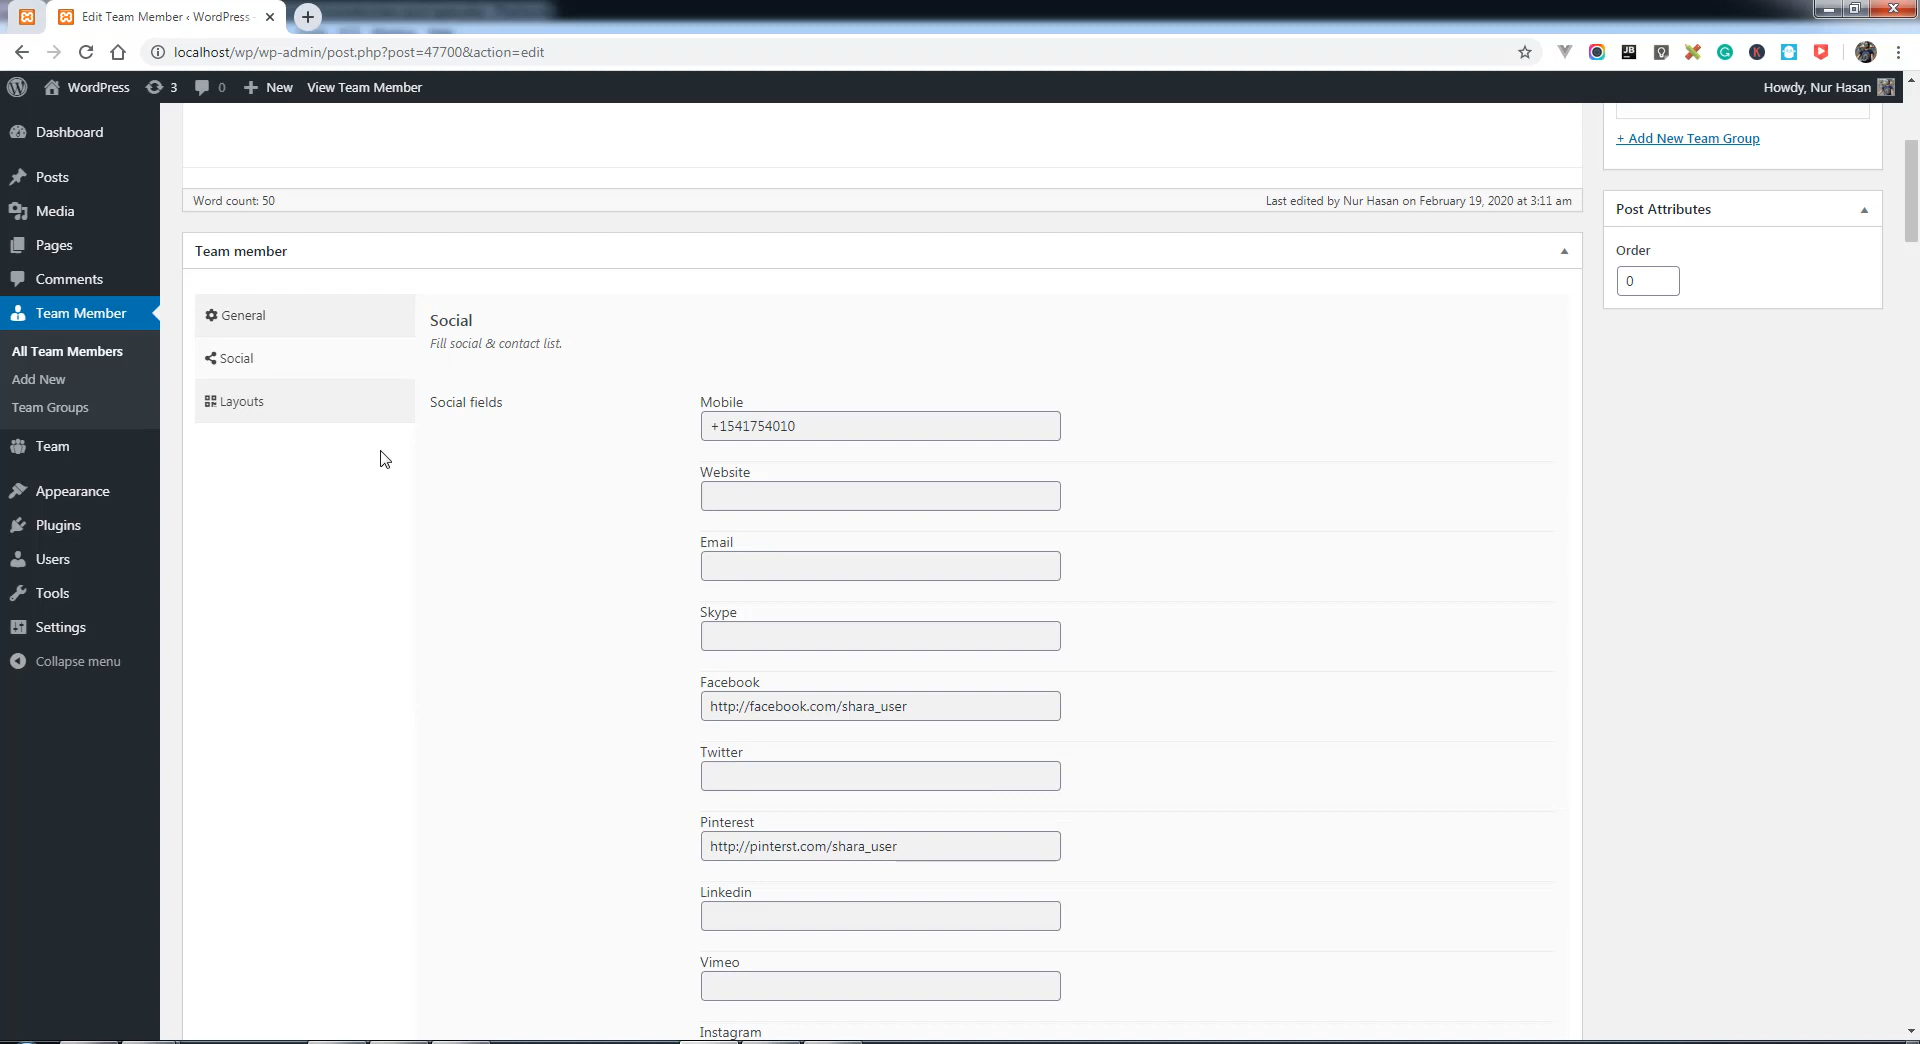 Edit Team Member ‹ WordPress
localhost/wp/wp-admin/post.php?post=47700&action=edit
WordPress
3
0
New
View Team Member
Howdy, Nur Hasan
Dashboard
Posts
Media
Pages
Comments
Team Member
All Team Members
Add New
Team Groups
Team
Appearance
Plugins
Users
Tools
Settings
Collapse menu
Word count: 50
Last edited by Nur Hasan on February 19, 2020 at 3:11 am
Team member
General
Social
Layouts
Social
Fill social & contact list.
Social fields
Mobile
+1541754010
Website
Email
Skype
Facebook
http://facebook.com/shara_user
Twitter
Pinterest
http://pinterst.com/shara_user
Linkedin
Vimeo
Instagram
+ Add New Team Group
Post Attributes
Order
0